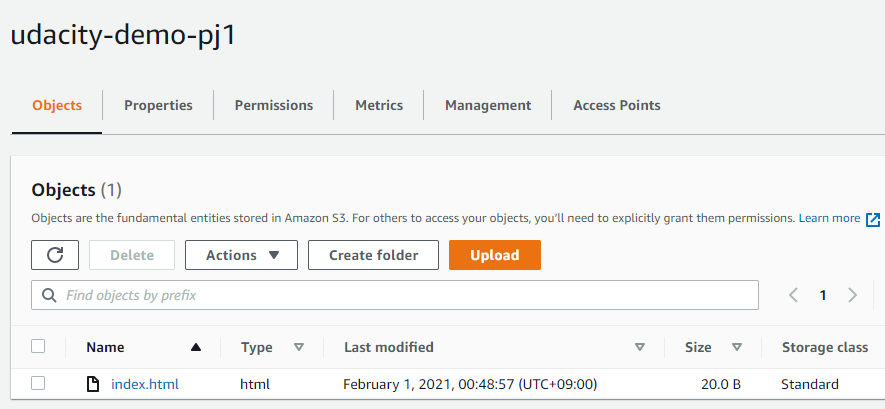 udacity-demo-pj1
Objects Properties Permissions Metrics Management Access Points
Objects (1)
Objects are the fundamental entities stored in Amazon S3. For others to access your objects, you'll need to explicitly grant them permissions. Learn more
Delete Actions Create folder Upload
Find objects by prefix 1
Name Type Last modified Size Storage class
index.html html February 1, 2021, 00:48:57 (UTC+09:00) 20.0 B Standard